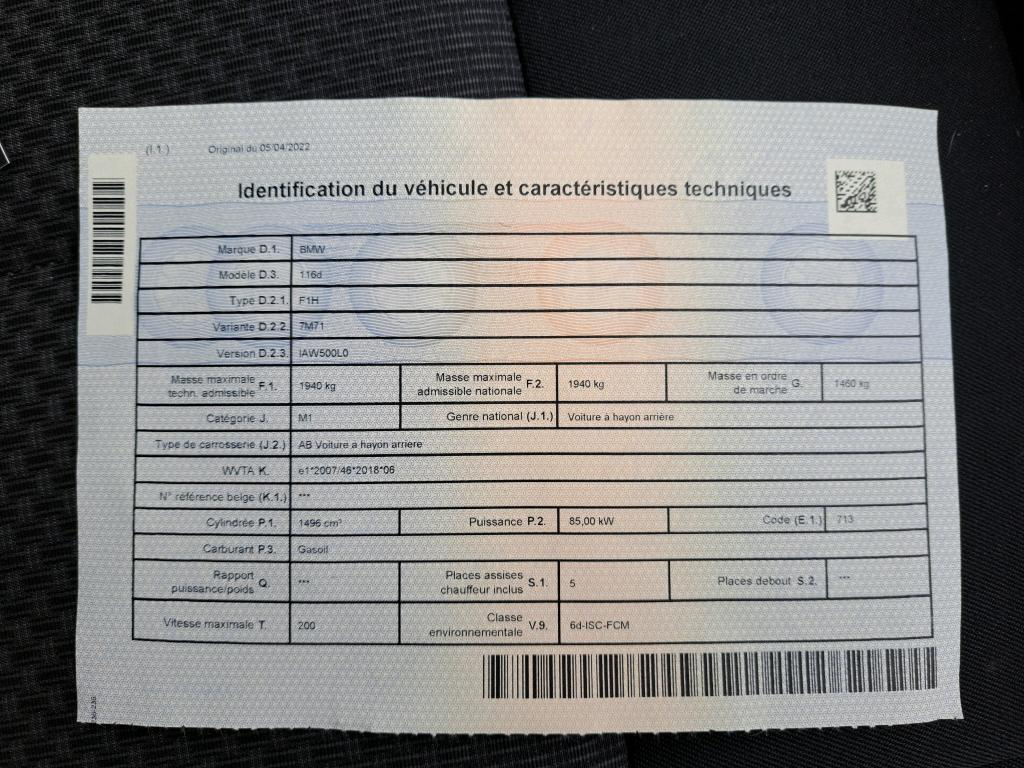 (I.1.) Original du 05/04/2022
Identification du véhicule et caractéristiques techniques
Marque D.1. BMW
Modèle D.3. 116d
Type D.2.1. F1H
Variante D.2.2. 7M71
Version D.2.3. IAW500L0
Masse maximale techn. admissible F.1. 1940 kg Masse maximale admissible nationale F.2. 1940 kg Masse en ordre de marche G. 1460 kg
Catégorie J. M1 Genre national (J.1.) Voiture à hayon arrière
Type de carrosserie (J.2.) AB Voiture à hayon arrière
WVTA K. e1*2007/46*2018*06
N° référence belge (K.1.) ***
Cylindrée P.1. 1496 cm³ Puissance P.2. 85,00 kW Code (E.1.) 713
Carburant P.3. Gasoil
Rapport puissance/poids Q. *** Places assises chauffeur inclus S.1. 5 Places debout S.2. ***
Vitesse maximale T. 200 Classe environnementale V.9. 6d-ISC-FCM